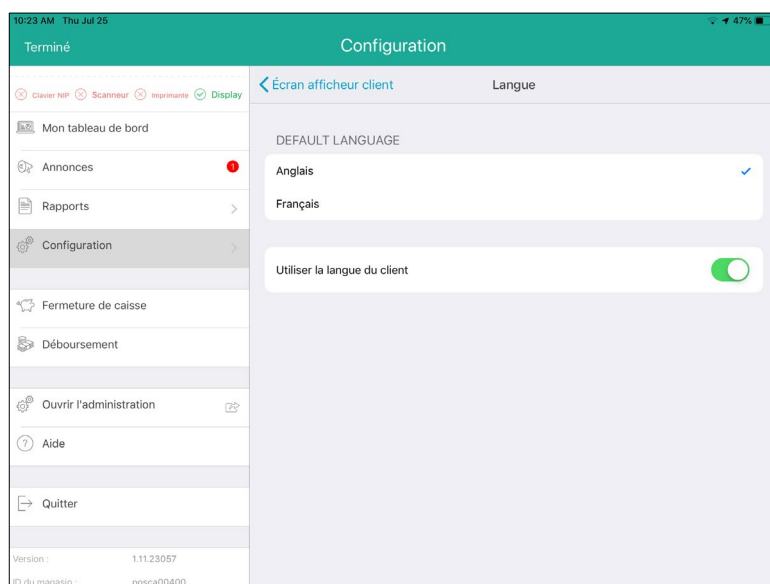 10:23 AM Thu Jul 25
47%
Terminé
Configuration
Clavier NIP Scanneur Imprimante Display
Mon tableau de bord
Annonces
1
Rapports
Configuration
Fermeture de caisse
Déboursement
Ouvrir l'administration
Aide
Quitter
Version : 1.11.23057
ID du magasin : posca00400
Écran afficheur client
Langue
DEFAULT LANGUAGE
Anglais
Français
Utiliser la langue du client